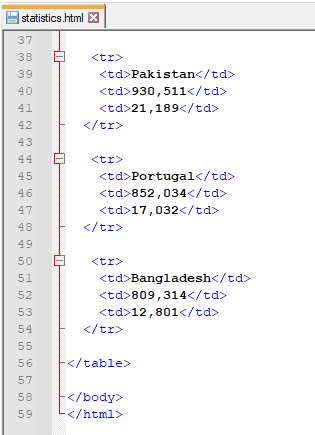 statistics.html
37
38 <tr>
39 <td>Pakistan</td>
40 <td>930,511</td>
41 <td>21,189</td>
42 </tr>
43
44 <tr>
45 <td>Portugal</td>
46 <td>852,034</td>
47 <td>17,032</td>
48 </tr>
49
50 <tr>
51 <td>Bangladesh</td>
52 <td>809,314</td>
53 <td>12,801</td>
54 </tr>
55
56 </table>
57
58 </body>
59 </html>